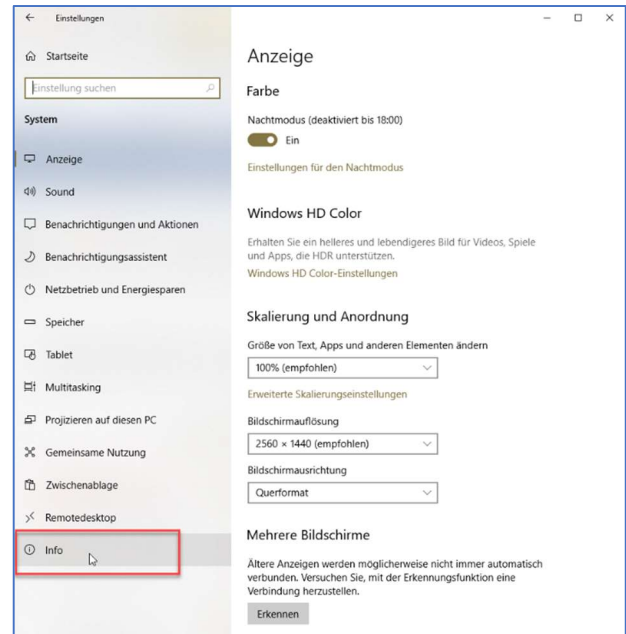 Einstellungen
Startseite
Einstellung suchen
System
Anzeige
Sound
Benachrichtigungen und Aktionen
Benachrichtigungsassistent
Netzbetrieb und Energiesparen
Speicher
Tablet
Multitasking
Projizieren auf diesen PC
Gemeinsame Nutzung
Zwischenablage
Remotedesktop
Info
Anzeige
Farbe
Nachtmodus (deaktiviert bis 18:00)
Ein
Einstellungen für den Nachtmodus
Windows HD Color
Erhalten Sie ein helleres und lebendigeres Bild für Videos, Spiele
und Apps, die HDR unterstützen.
Windows HD Color-Einstellungen
Skalierung und Anordnung
Größe von Text, Apps und anderen Elementen ändern
100% (empfohlen)
Erweiterte Skalierungseinstellungen
Bildschirmauflösung
2560 × 1440 (empfohlen)
Bildschirmausrichtung
Querformat
Mehrere Bildschirme
Ältere Anzeigen werden möglicherweise nicht immer automatisch
verbunden. Versuchen Sie, mit der Erkennungsfunktion eine
Verbindung herzustellen.
Erkennen